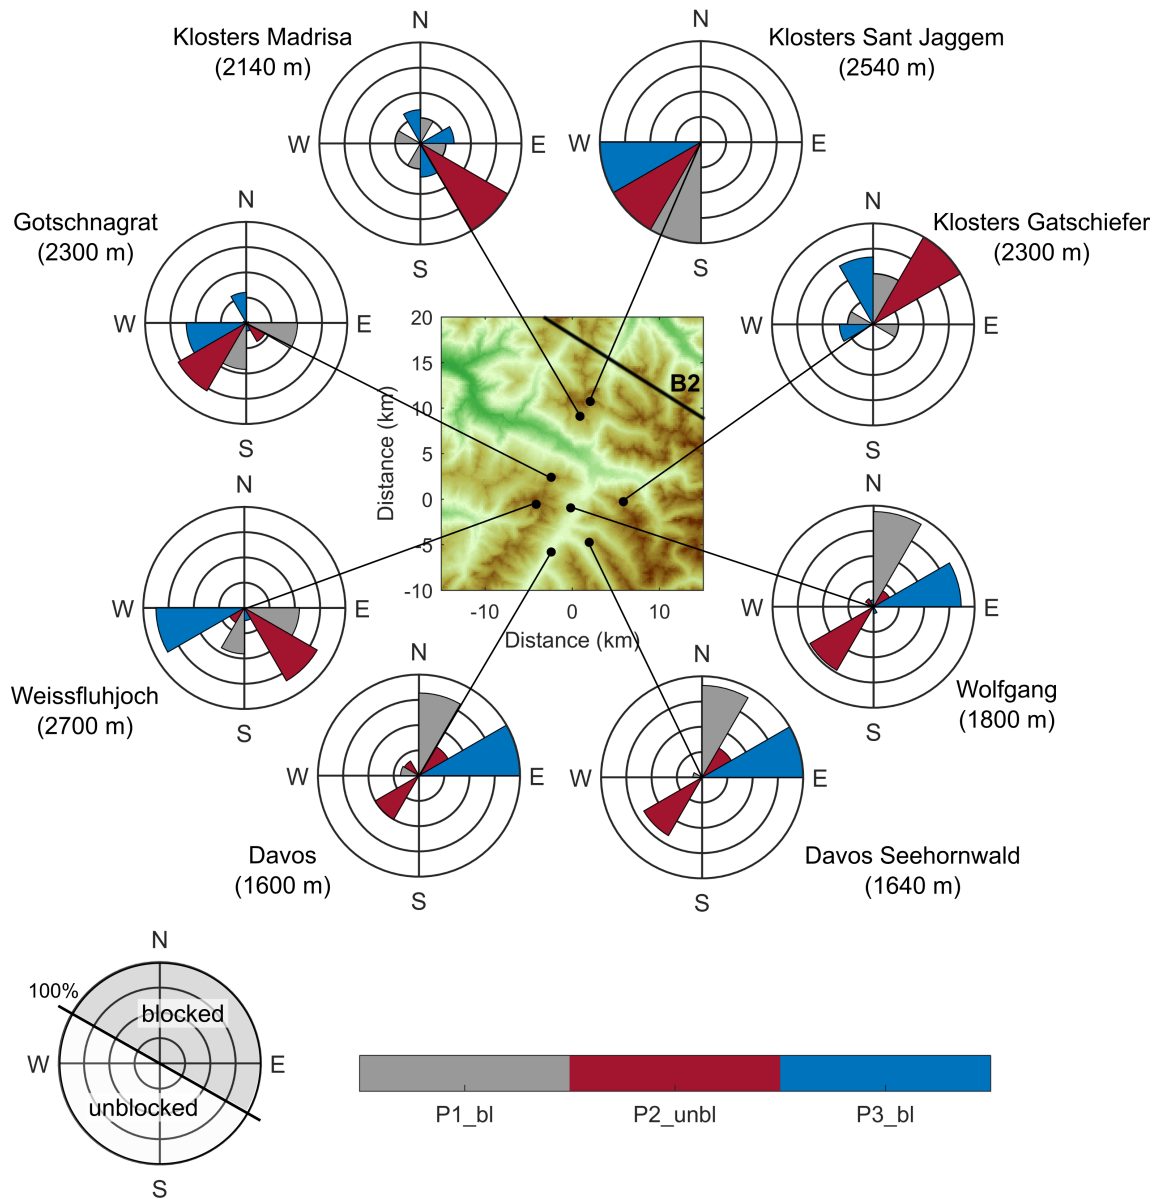 N
W
E
S
Klosters Madrisa
(2140 m)
N
W
E
S
Klosters Sant Jaggem
(2540 m)
Gotschnagrat
(2300 m)
N
W
E
S
N
W
E
S
Klosters Gatschiefer
(2300 m)
20
15
10
5
0
-5
-10
Distance (km)
B2
-10
0
10
Distance (km)
N
W
E
S
Weissfluhjoch
(2700 m)
N
W
E
S
Wolfgang
(1800 m)
N
W
E
S
Davos
(1600 m)
N
W
E
S
Davos Seehornwald
(1640 m)
N
100%
blocked
W
E
unblocked
S
P1_bl
P2_unbl
P3_bl